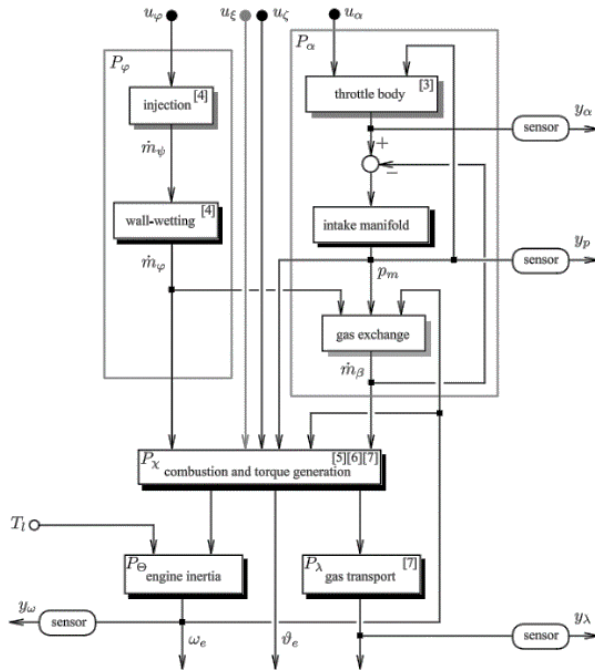 u_φ
u_ξ
u_ζ
u_α
P_φ
P_α
injection [4]
throttle body [3]
sensor
y_α
ṁ_ψ
+
−
wall-wetting [4]
intake manifold
ṁ_φ
p_m
sensor
y_p
gas exchange
ṁ_β
P_χ combustion and torque generation [5][6][7]
T_l
P_Θ engine inertia
P_λ gas transport [7]
y_ω
sensor
ω_e
ϑ_e
sensor
y_λ